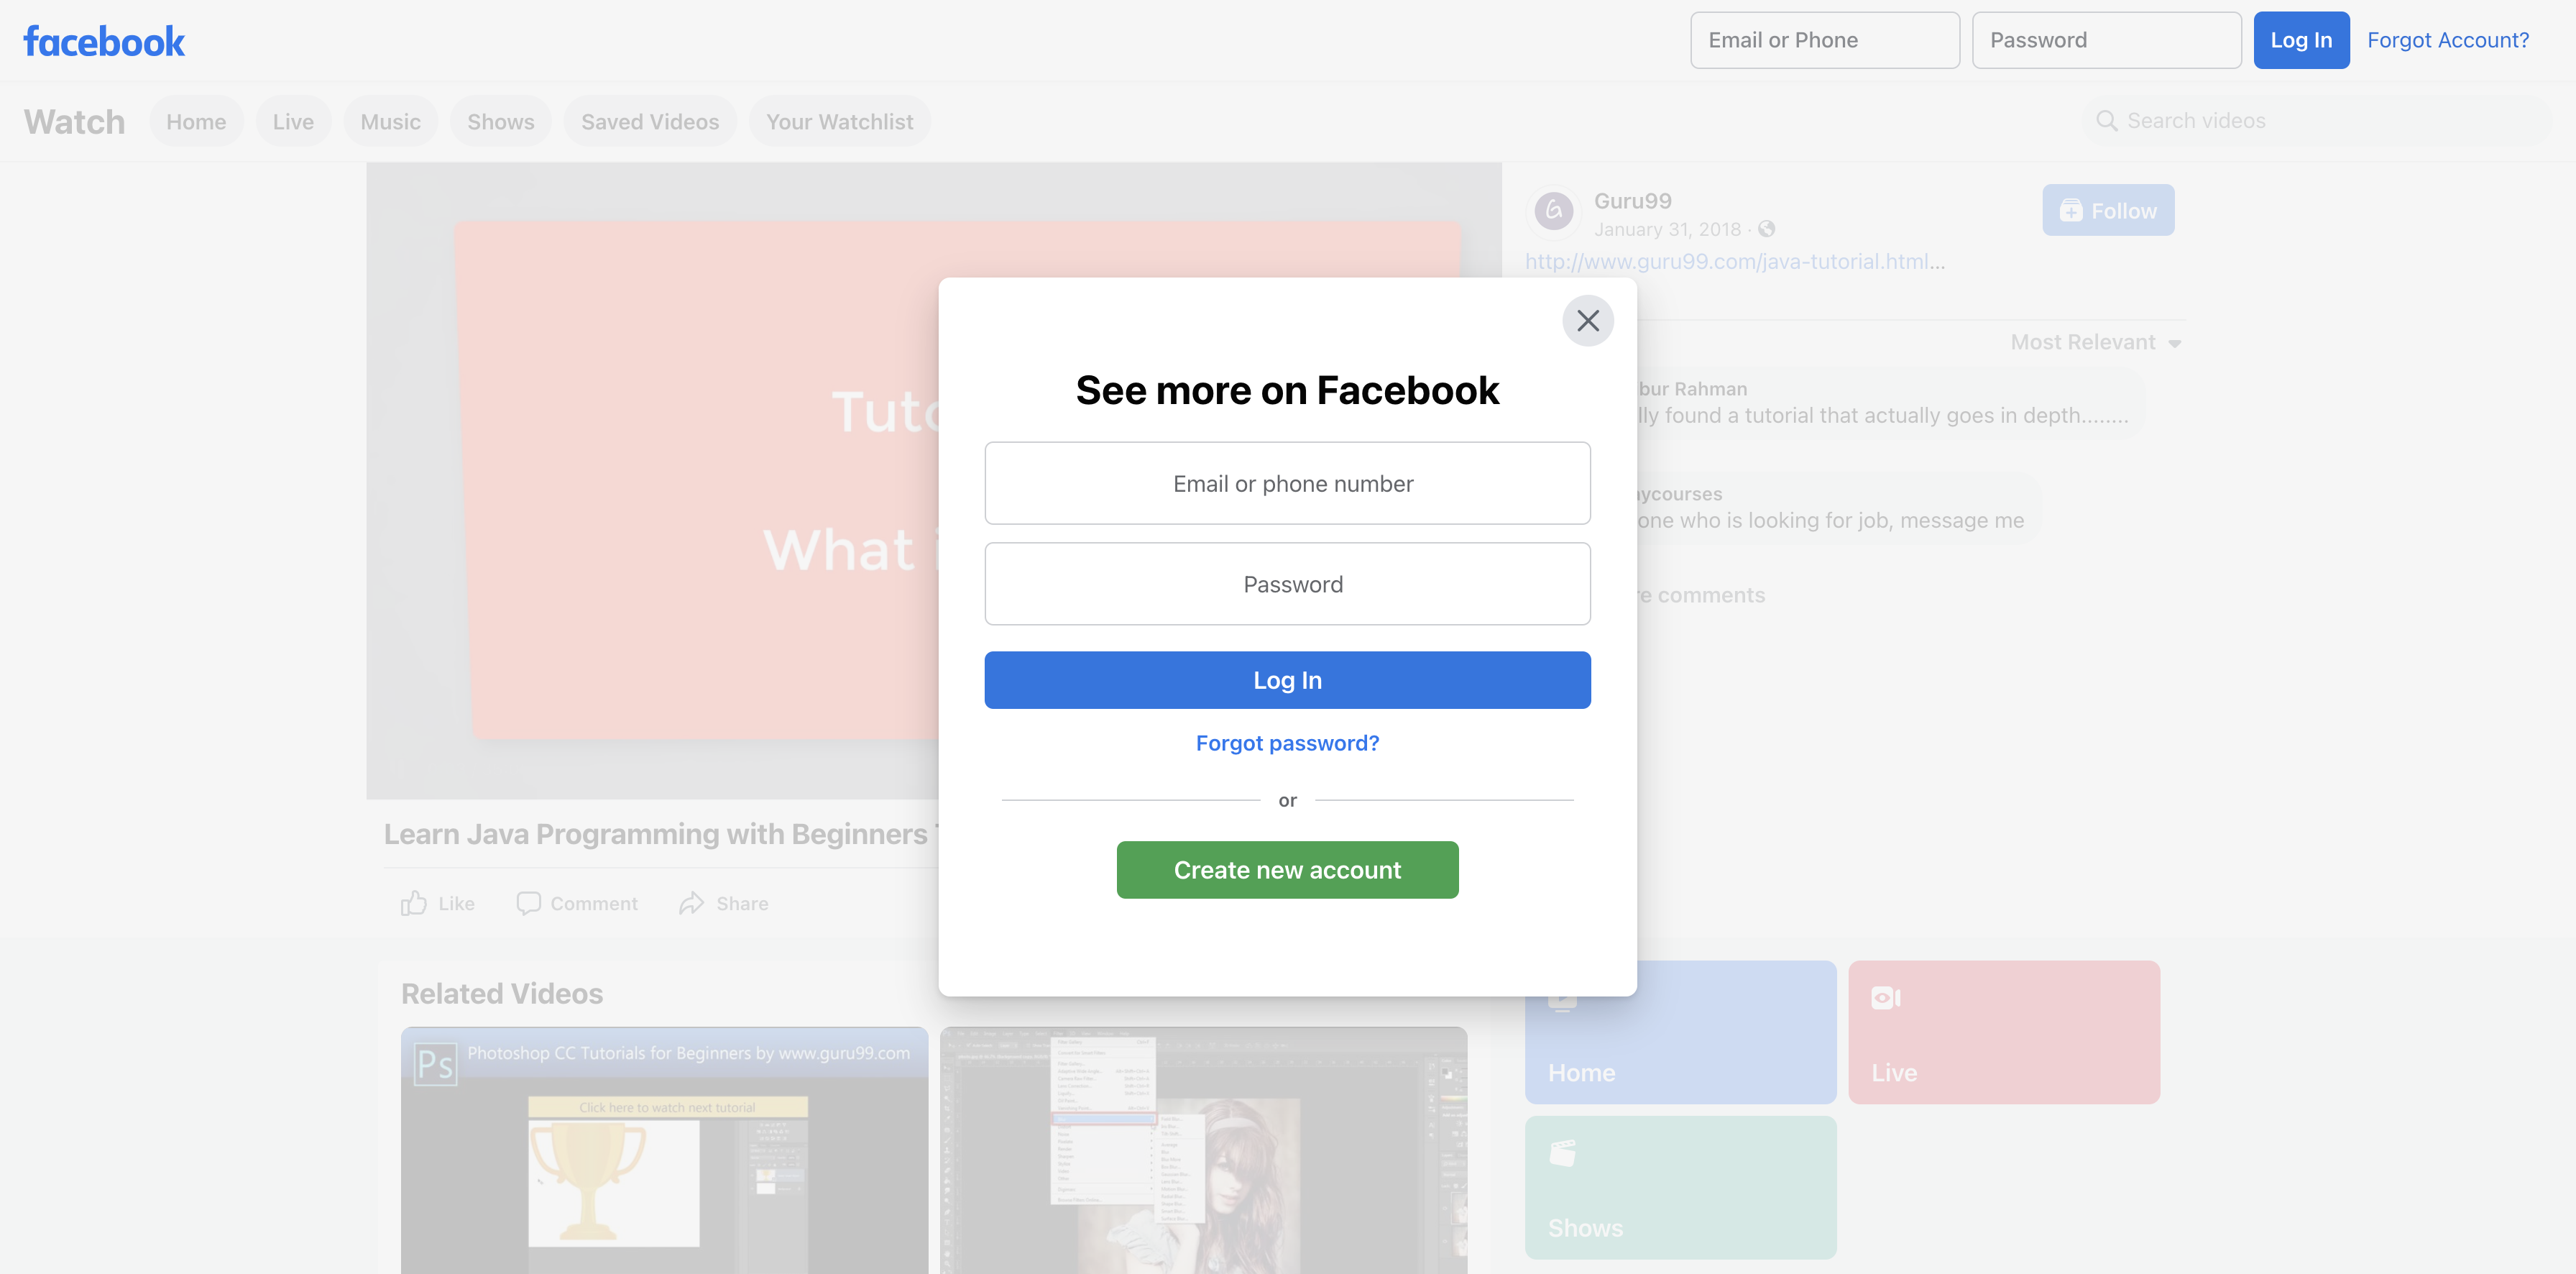 facebook
Email or Phone
Password
Log In
Forgot Account?
Watch
Home
Live
Music
Shows
Saved Videos
Your Watchlist
Search videos
Tuto
What i
Guru99
January 31, 2018 ·
Follow
http://www.guru99.com/java-tutorial.html...
Most Relevant
bur Rahman
lly found a tutorial that actually goes in depth........
aycourses
one who is looking for job, message me
re comments
See more on Facebook
Email or phone number
Password
Log In
Forgot password?
or
Create new account
Learn Java Programming with Beginners
Like
Comment
Share
Related Videos
Ps
Photoshop CC Tutorials for Beginners by www.guru99.com
Click here to watch next tutorial
Home
Live
Shows